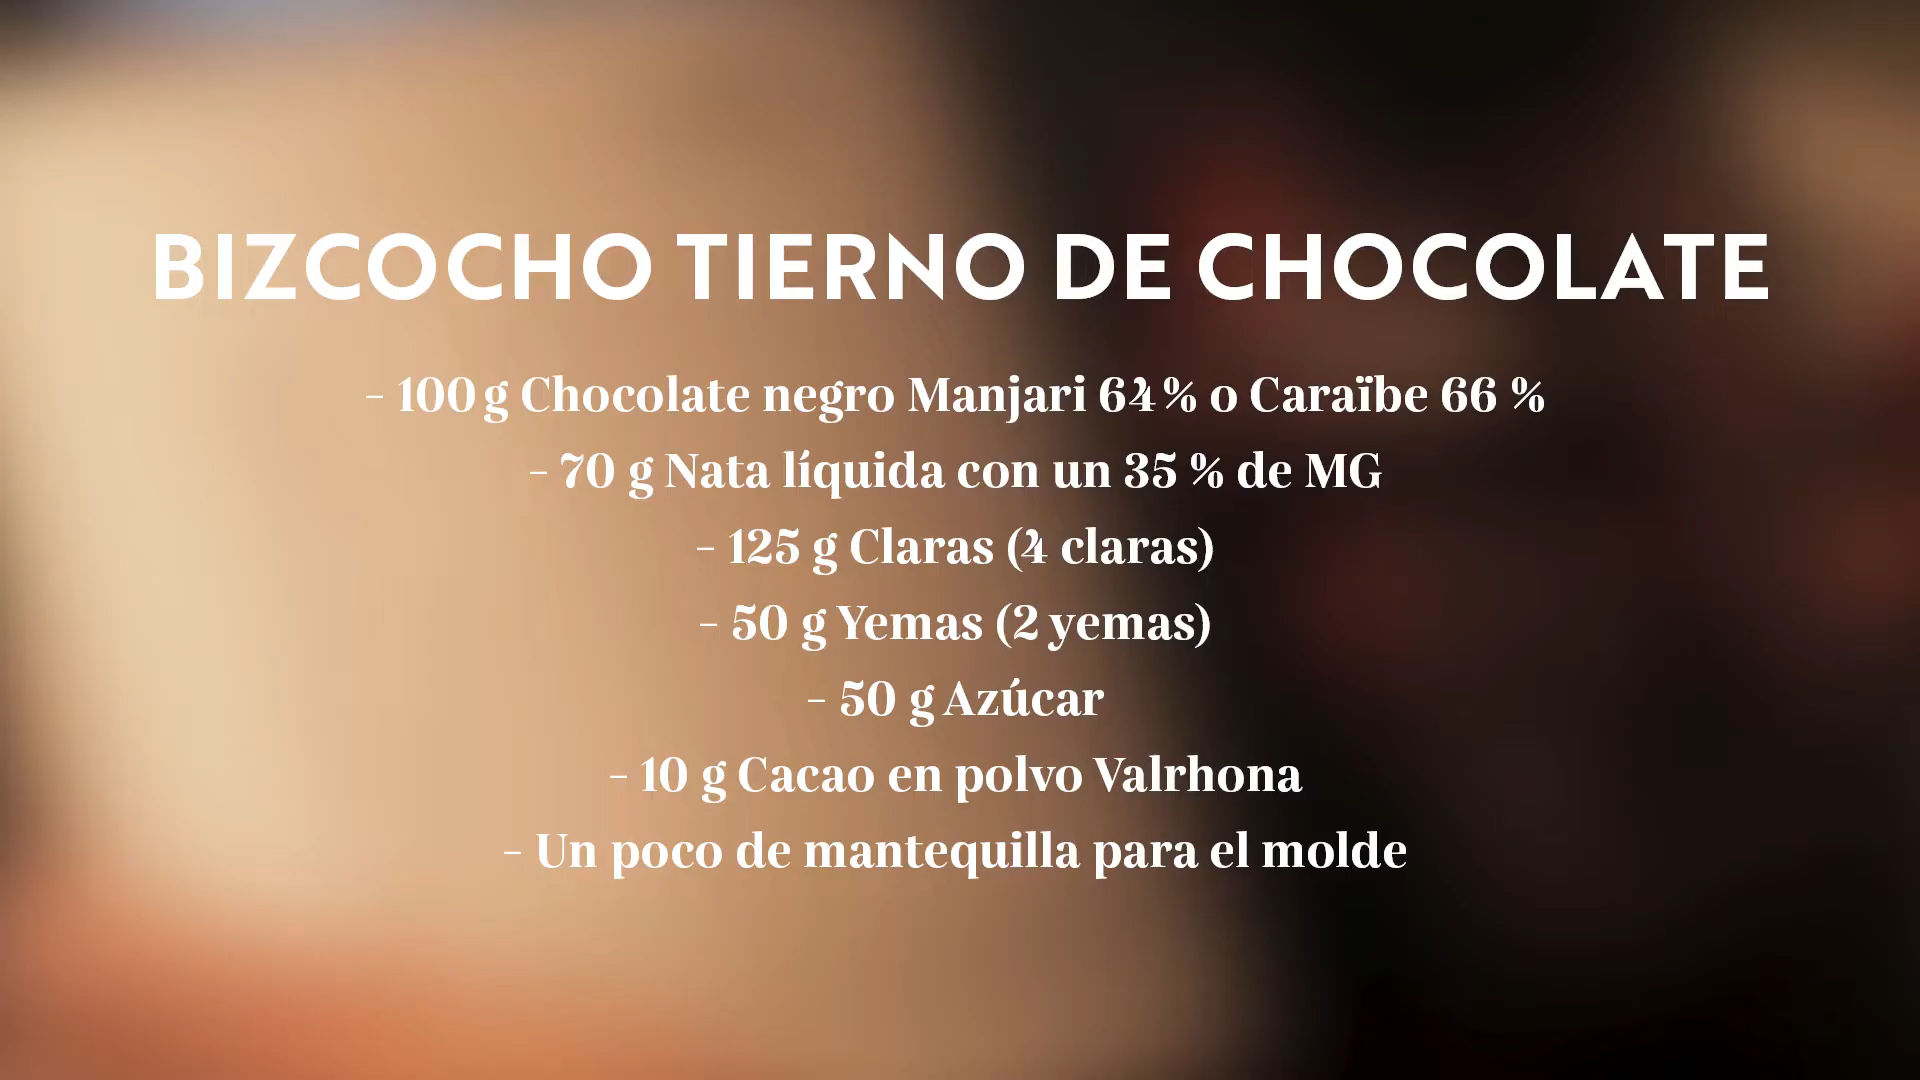 BIZCOCHO TIERNO DE CHOCOLATE
- 100 g Chocolate negro Manjari 64 % o Caraïbe 66 %
- 70 g Nata líquida con un 35 % de MG
- 125 g Claras (4 claras)
- 50 g Yemas (2 yemas)
- 50 g Azúcar
- 10 g Cacao en polvo Valrhona
- Un poco de mantequilla para el molde